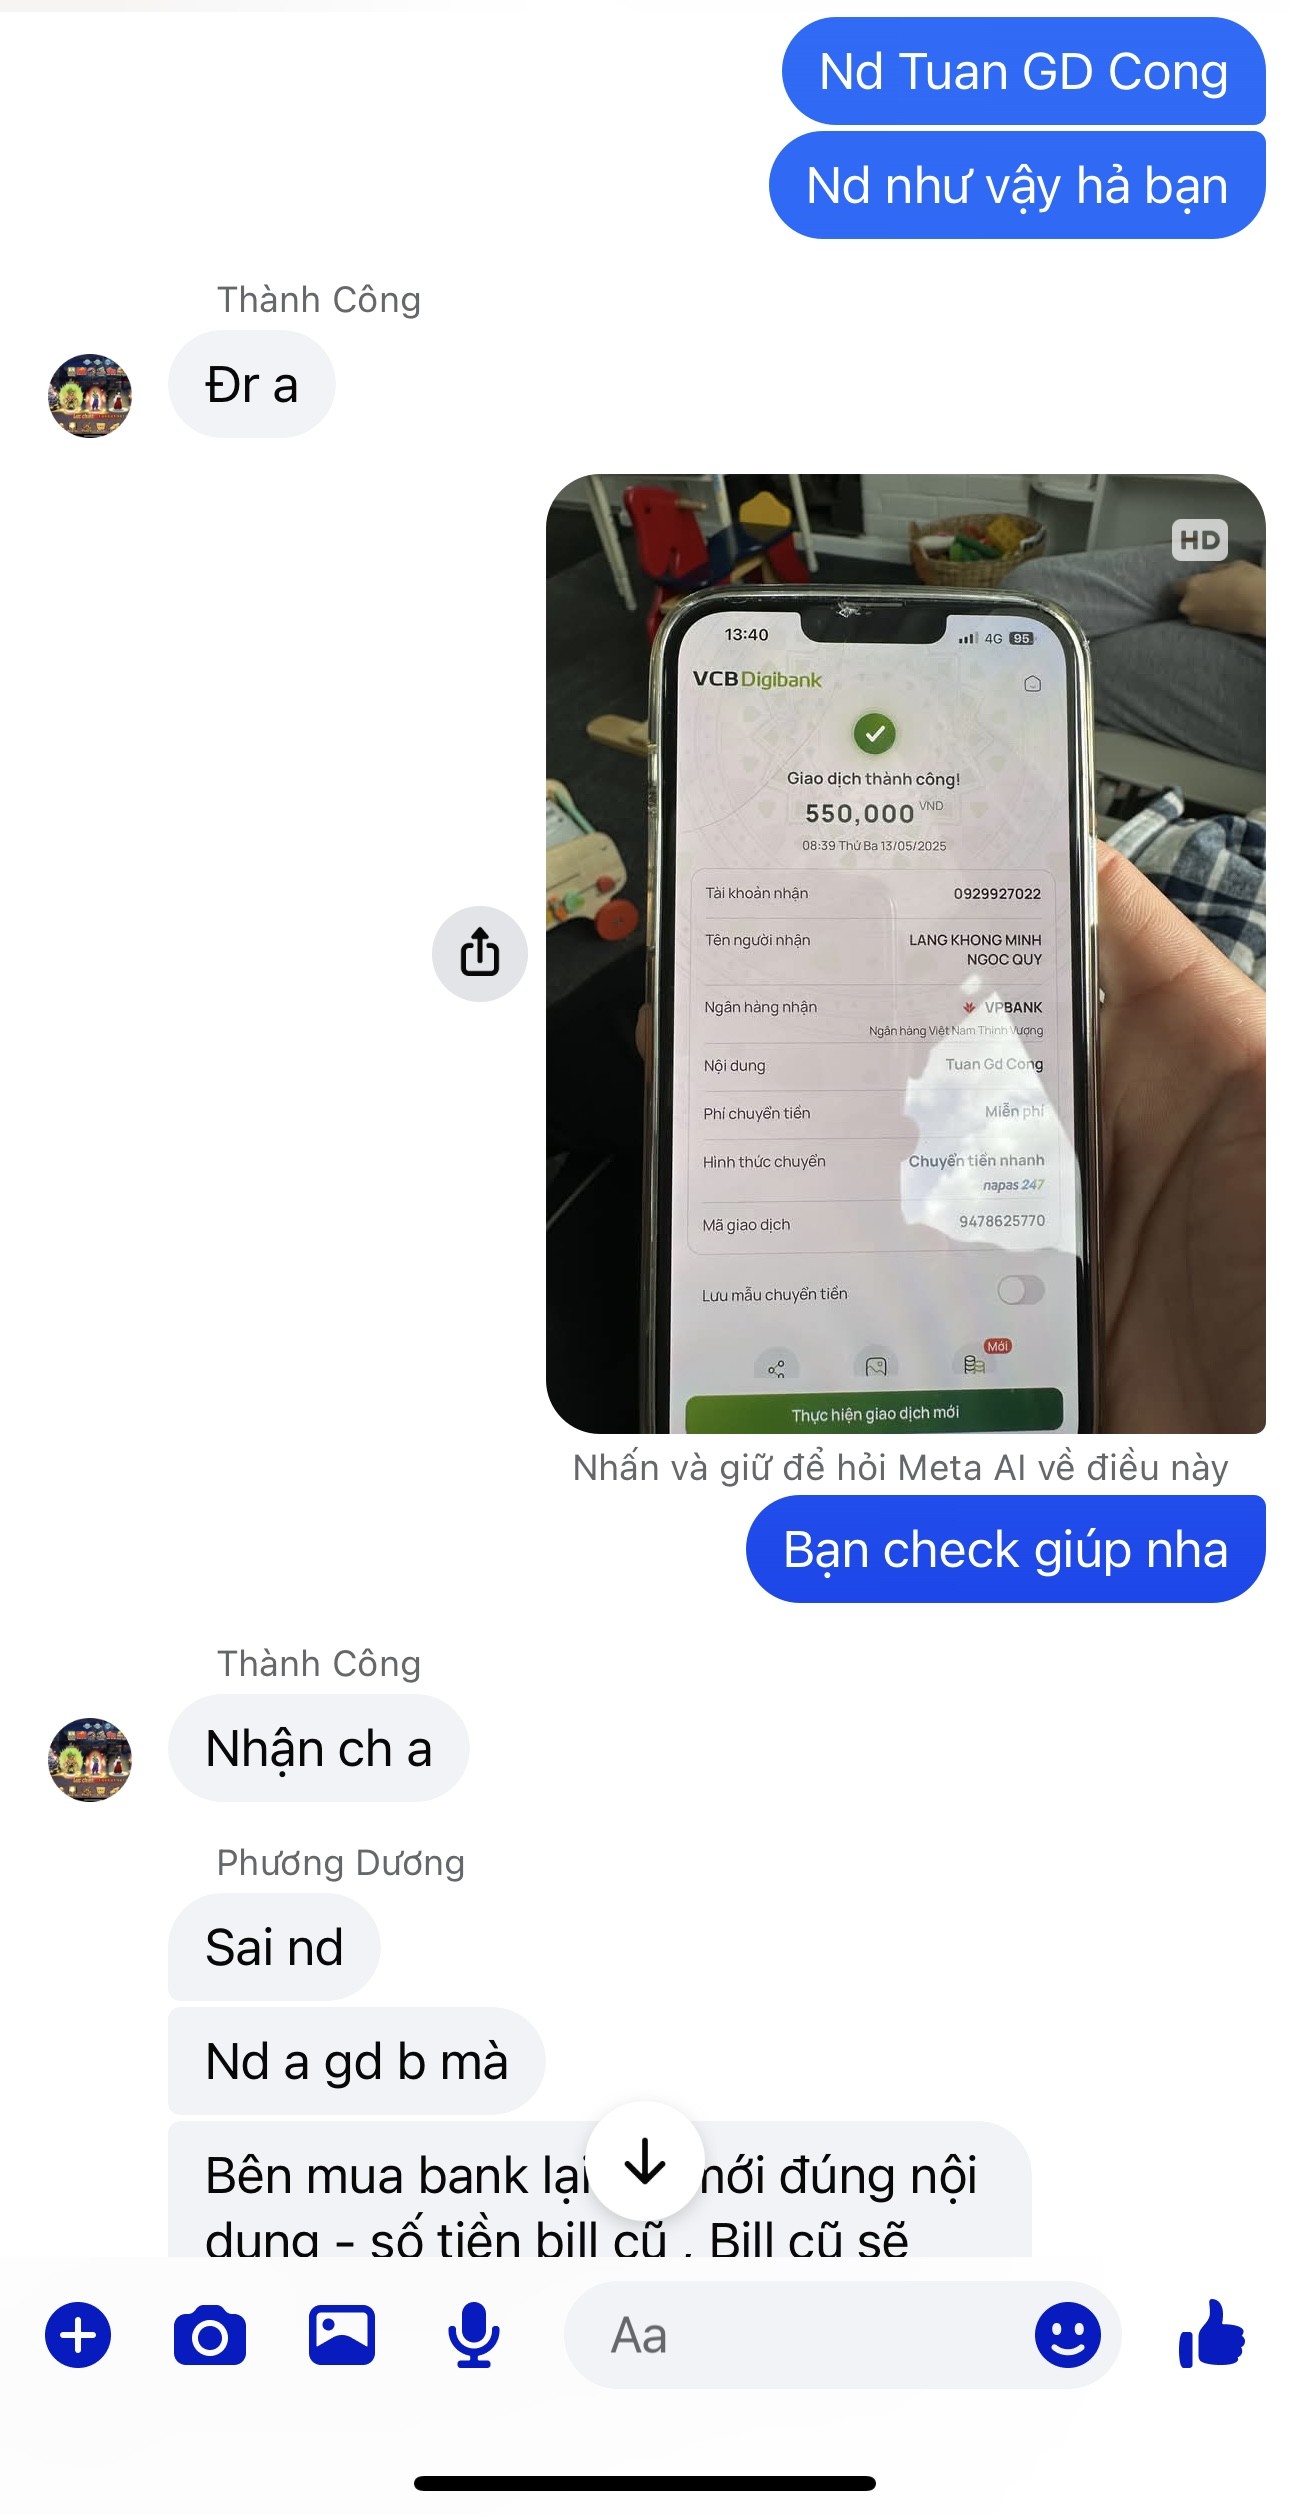 Nd Tuan GD Cong
Nd như vậy hả bạn
Thành Công
Đr a
HD
13:40
4G 95
VCB Digibank
Giao dịch thành công!
550,000 VND
08:39 Thứ Ba 13/05/2025
Tài khoản nhận 0929927022
Tên người nhận LANG KHONG MINH
NGOC QUY
Ngân hàng nhận VPBANK
Ngân hàng Việt Nam Thịnh Vượng
Nội dung Tuan Gd Cong
Phí chuyển tiền Miễn phí
Hình thức chuyển Chuyển tiền nhanh
napas 247
Mã giao dịch 9478625770
Lưu mẫu chuyển tiền
Mới
Thực hiện giao dịch mới
Nhấn và giữ để hỏi Meta AI về điều này
Bạn check giúp nha
Thành Công
Nhận ch a
Phương Dương
Sai nd
Nd a gd b mà
Bên mua bank lại mới đúng nội
dung - số tiền bill cũ . Bill cũ sẽ
Aa